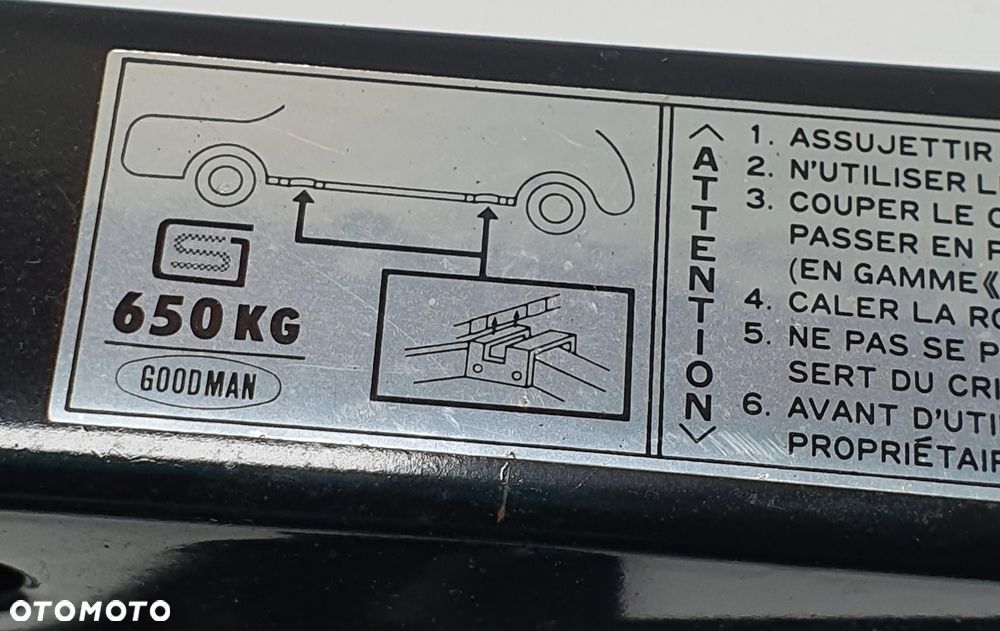 650KG
GOODMAN
ATTENTION
1. ASSUJETTIR
2. N'UTILISER
3. COUPER LE
PASSER EN
(EN GAMME«
4. CALER LA
5. NE PAS SE
SERT DU CRI
6. AVANT D'UTI
PROPRIÉTAIR
OTOMOTO